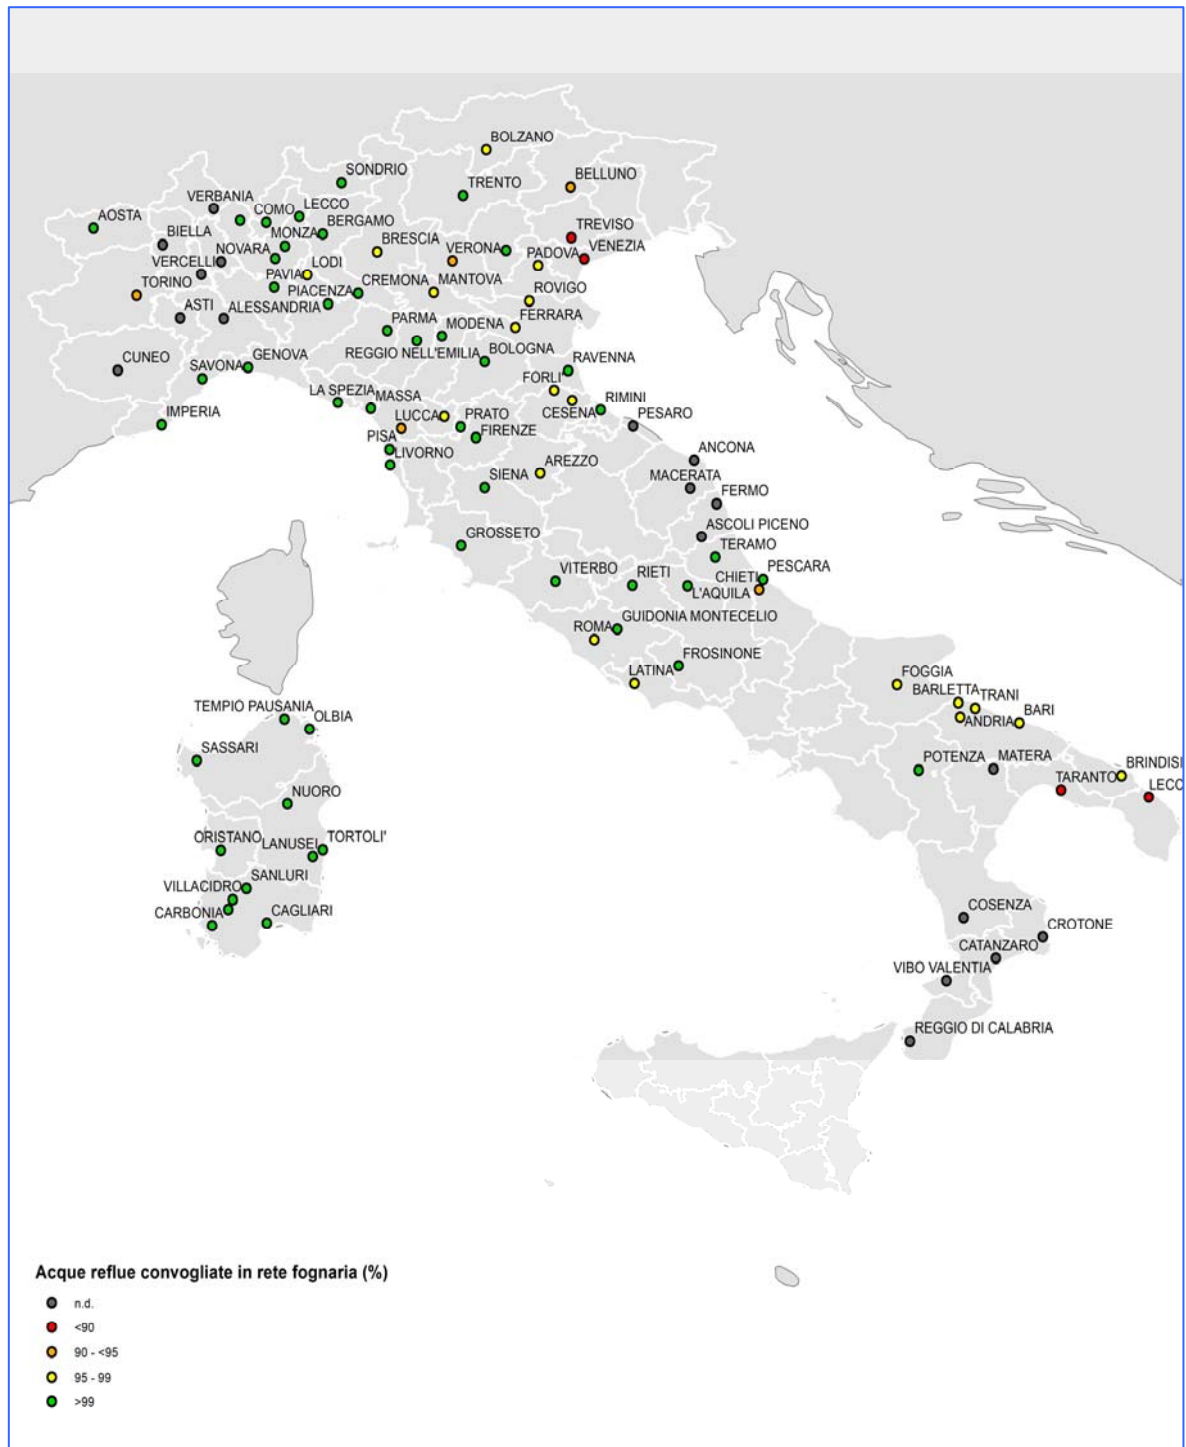 BOLZANO
SONDRIO
BELLUNO
TRENTO
VERBANIA
LECCO
COMO
AOSTA
BERGAMO
TREVISO
BIELLA
MONZA
BRESCIA
VENEZIA
NOVARA
VERONA
PADOVA
VERCELLI
LODI
PAVIA
TORINO
CREMONA
MANTOVA
PIACENZA
ROVIGO
ASTI
ALESSANDRIA
FERRARA
PARMA
MODENA
REGGIO NELL'EMILIA
BOLOGNA
CUNEO
GENOVA
SAVONA
RAVENNA
FORLI'
LA SPEZIA
MASSA
RIMINI
IMPERIA
LUCCA
PRATO
CESENA
PESARO
FIRENZE
PISA
LIVORNO
ANCONA
AREZZO
SIENA
MACERATA
FERMO
ASCOLI PICENO
GROSSETO
TERAMO
VITERBO
RIETI
CHIETI
PESCARA
L'AQUILA
GUIDONIA MONTECELIO
ROMA
FROSINONE
LATINA
FOGGIA
BARLETTA
TRANI
TEMPIO PAUSANIA
OLBIA
BARI
ANDRIA
SASSARI
POTENZA
MATERA
BRINDISI
TARANTO
LECC
NUORO
ORISTANO
LANUSEI
TORTOLI'
SANLURI
VILLACIDRO
CARBONIA
CAGLIARI
COSENZA
CROTONE
CATANZARO
VIBO VALENTIA
REGGIO DI CALABRIA
Acque reflue convogliate in rete fognaria (%)
n.d.
<90
90 - <95
95 - 99
>99